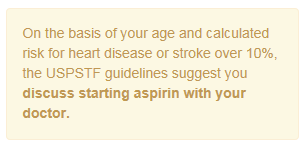 On the basis of your age and calculated
risk for heart disease or stroke over 10%,
the USPSTF guidelines suggest you
discuss starting aspirin with your
doctor.